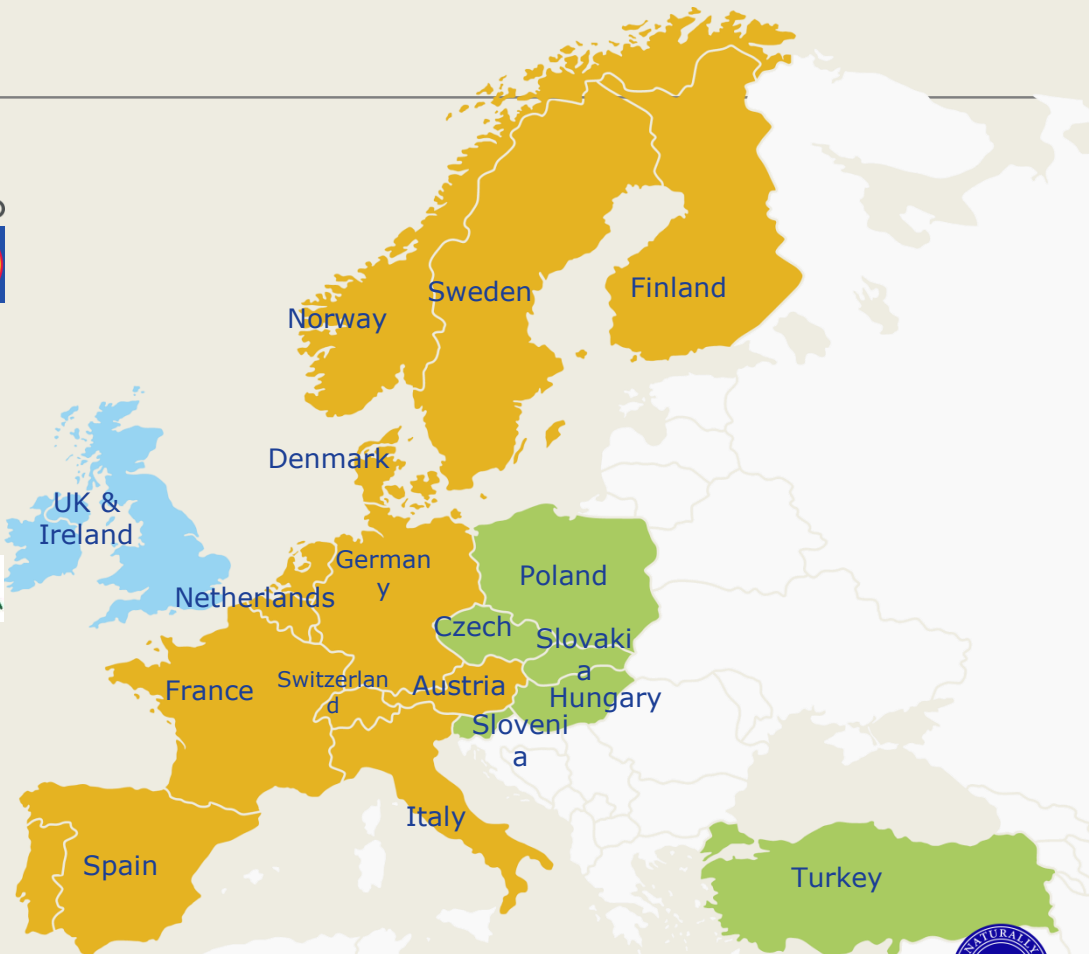 Sweden
Finland
Norway
Denmark
UK &
Ireland
German
y
Poland
Netherlands
Czech
Slovaki
a
Switzerlan
d
Austria
France
Hungary
Sloveni
a
Italy
Spain
Turkey
NATURALLY